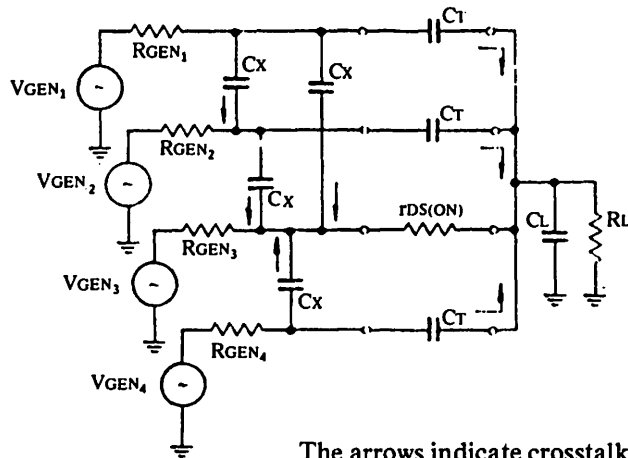 CT
RGEN1
CX
CX
VGEN1
CT
RGEN2
VGEN2
CX
rDS(ON)
RGEN3
CL
RL
VGEN3
CX
CT
RGEN4
VGEN4
The arrows indicate crosstalk